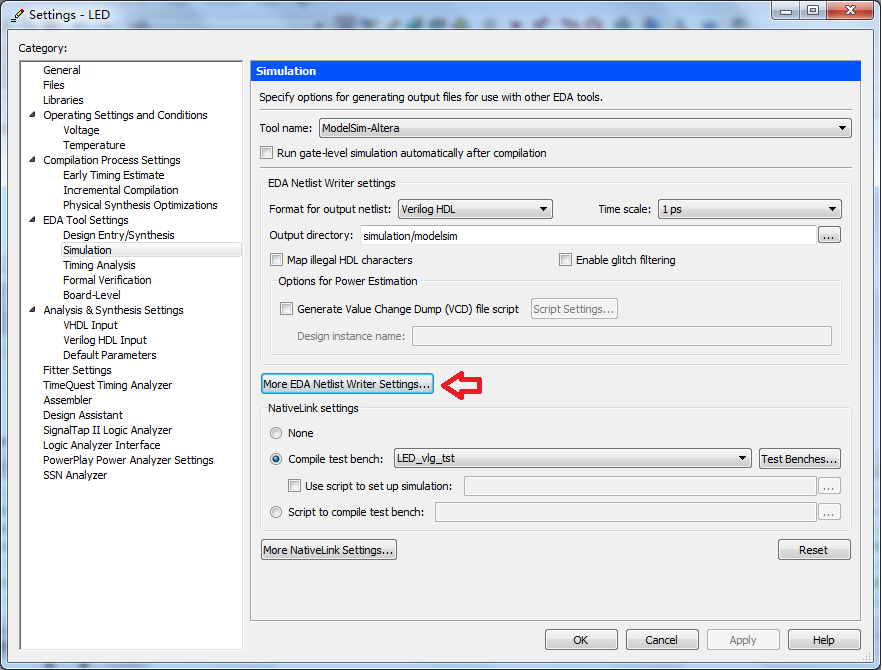 Settings - LED
Category:
General
Files
Libraries
Operating Settings and Conditions
Voltage
Temperature
Compilation Process Settings
Early Timing Estimate
Incremental Compilation
Physical Synthesis Optimizations
EDA Tool Settings
Design Entry/Synthesis
Simulation
Timing Analysis
Formal Verification
Board-Level
Analysis & Synthesis Settings
VHDL Input
Verilog HDL Input
Default Parameters
Fitter Settings
TimeQuest Timing Analyzer
Assembler
Design Assistant
SignalTap II Logic Analyzer
Logic Analyzer Interface
PowerPlay Power Analyzer Settings
SSN Analyzer
Simulation
Specify options for generating output files for use with other EDA tools.
Tool name: ModelSim-Altera
Run gate-level simulation automatically after compilation
EDA Netlist Writer settings
Format for output netlist: Verilog HDL Time scale: 1 ps
Output directory: simulation/modelsim ...
Map illegal HDL characters Enable glitch filtering
Options for Power Estimation
Generate Value Change Dump (VCD) file script Script Settings...
Design instance name:
More EDA Netlist Writer Settings...
NativeLink settings
None
Compile test bench: LED_vlg_tst Test Benches...
Use script to set up simulation: ...
Script to compile test bench: ...
More NativeLink Settings... Reset
OK Cancel Apply Help